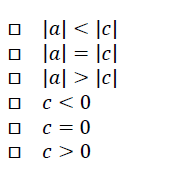 □ |a| < |c|
□ |a| = |c|
□ |a| > |c|
□ c < 0
□ c = 0
□ c > 0